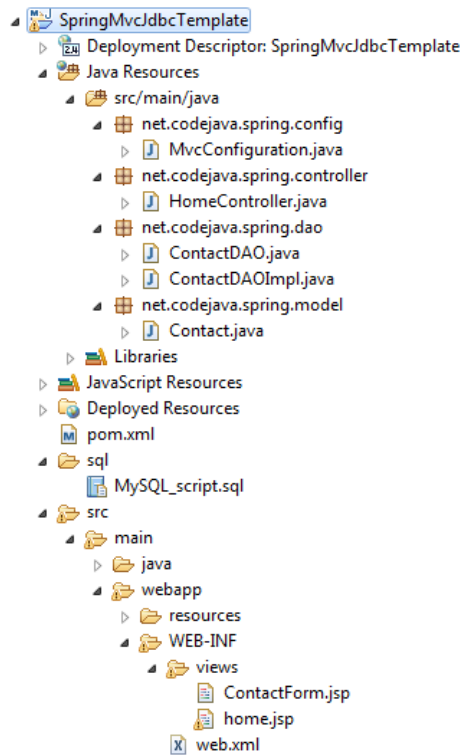 SpringMvcJdbcTemplate
2.4 Deployment Descriptor: SpringMvcJdbcTemplate
Java Resources
src/main/java
net.codejava.spring.config
J MvcConfiguration.java
net.codejava.spring.controller
J HomeController.java
net.codejava.spring.dao
J ContactDAO.java
J ContactDAOImpl.java
net.codejava.spring.model
J Contact.java
Libraries
JavaScript Resources
Deployed Resources
M pom.xml
sql
MySQL_script.sql
src
main
java
webapp
resources
WEB-INF
views
ContactForm.jsp
home.jsp
X web.xml